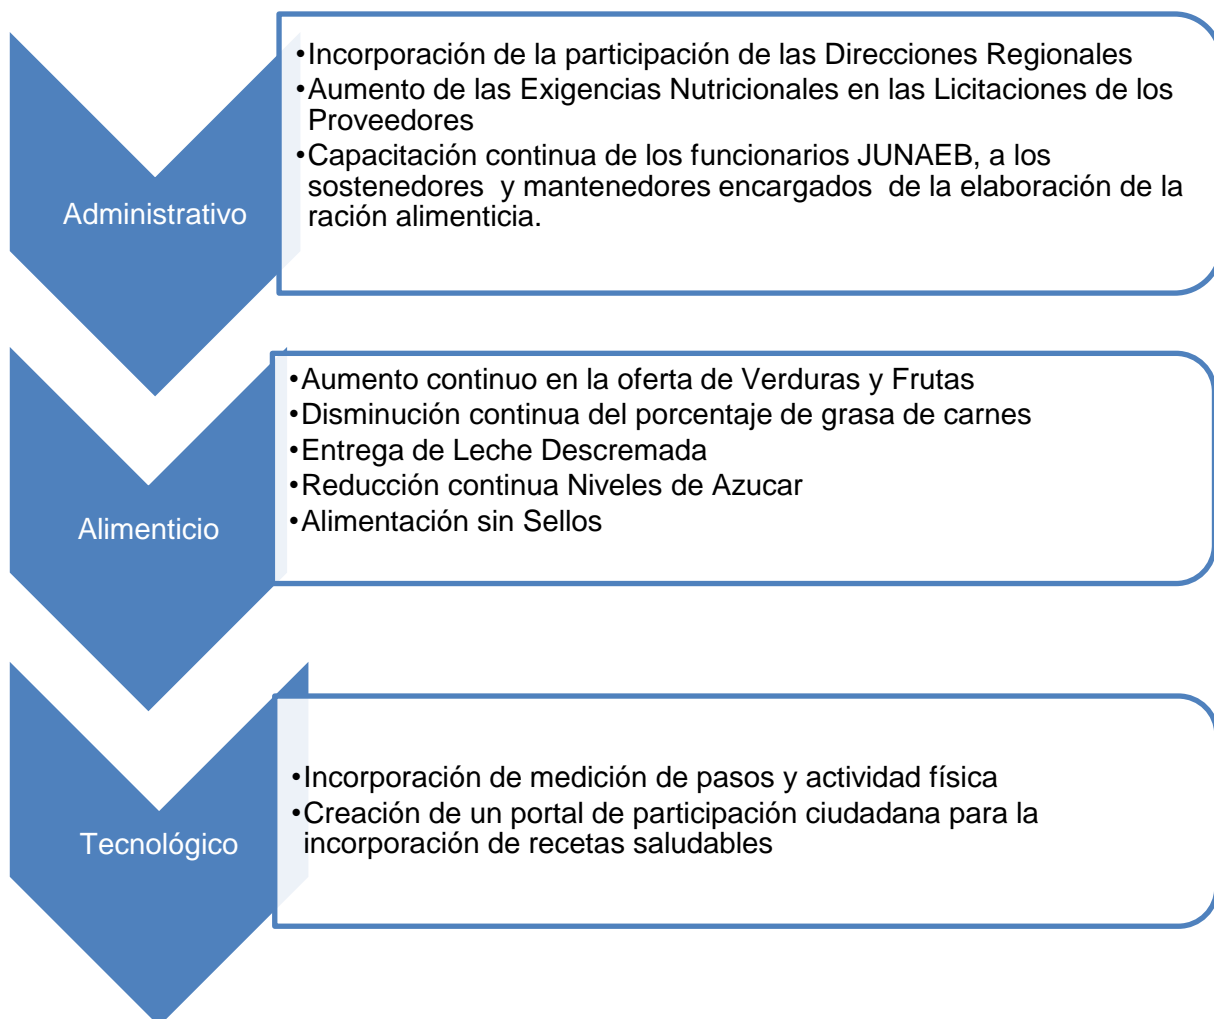 Administrativo
•Incorporación de la participación de las Direcciones Regionales
•Aumento de las Exigencias Nutricionales en las Licitaciones de los
Proveedores
•Capacitación continua de los funcionarios JUNAEB, a los
sostenedores  y mantenedores encargados  de la elaboración de la
ración alimenticia.
Alimenticio
•Aumento continuo en la oferta de Verduras y Frutas
•Disminución continua del porcentaje de grasa de carnes
•Entrega de Leche Descremada
•Reducción continua Niveles de Azucar
•Alimentación sin Sellos
Tecnológico
•Incorporación de medición de pasos y actividad física
•Creación de un portal de participación ciudadana para la
incorporación de recetas saludables